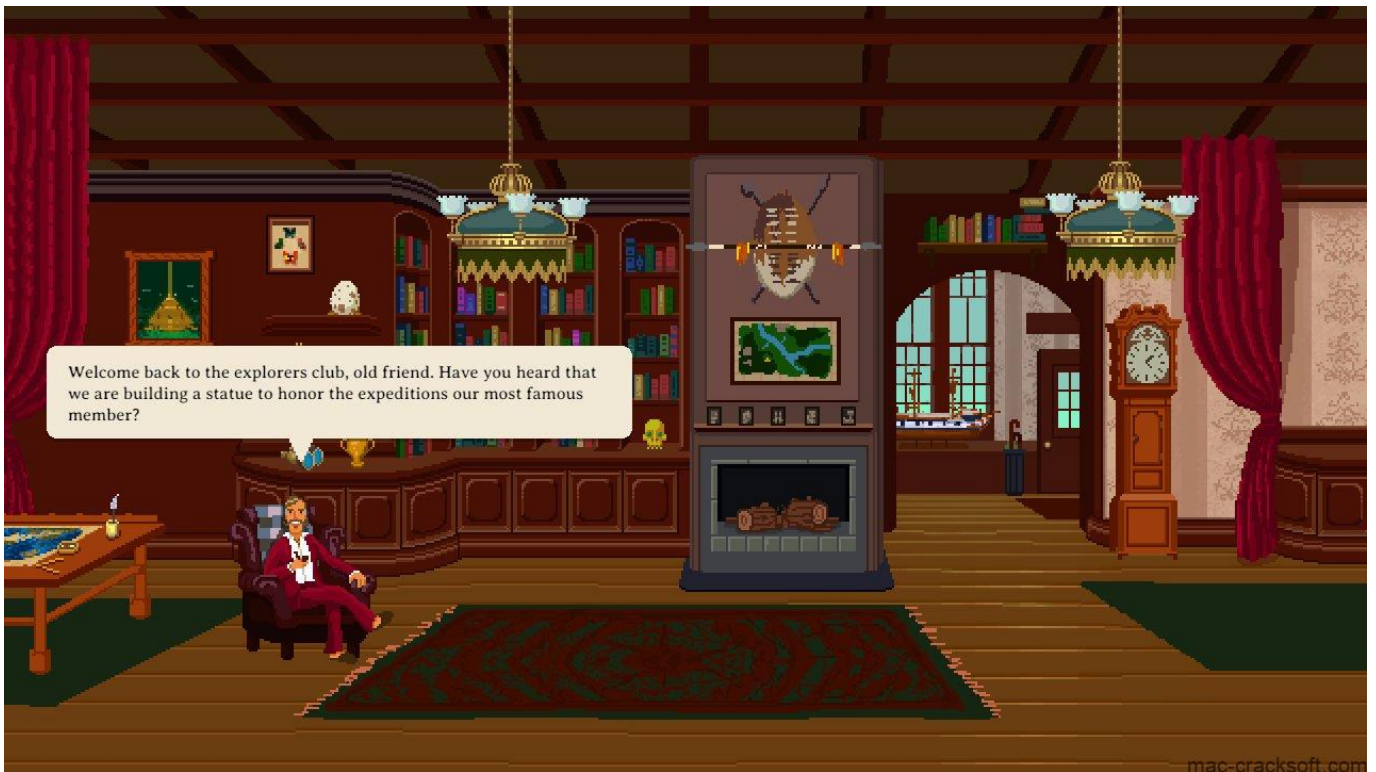 Welcome back to the explorers club, old friend. Have you heard that
we are building a statue to honor the expeditions our most famous
member?
mac-cracksoft.com